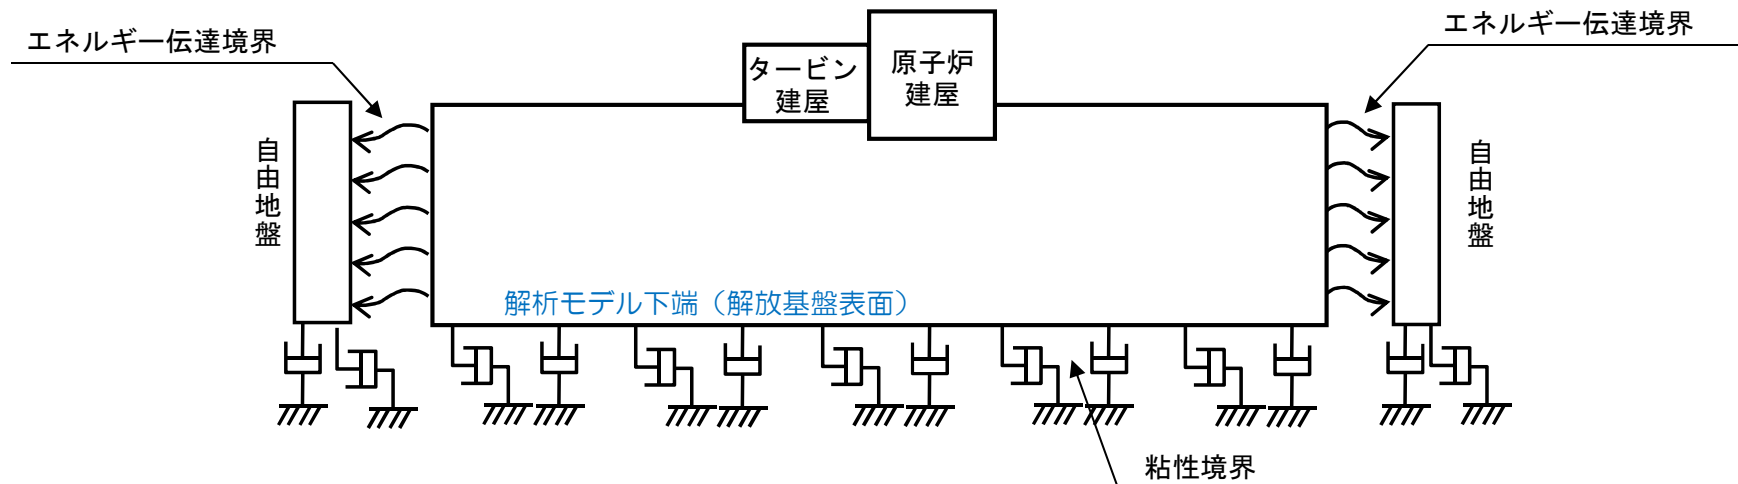 エネルギー伝達境界
エネルギー伝達境界
タービン
建屋
原子炉
建屋
自由地盤
自由地盤
解析モデル下端（解放基盤表面）
粘性境界